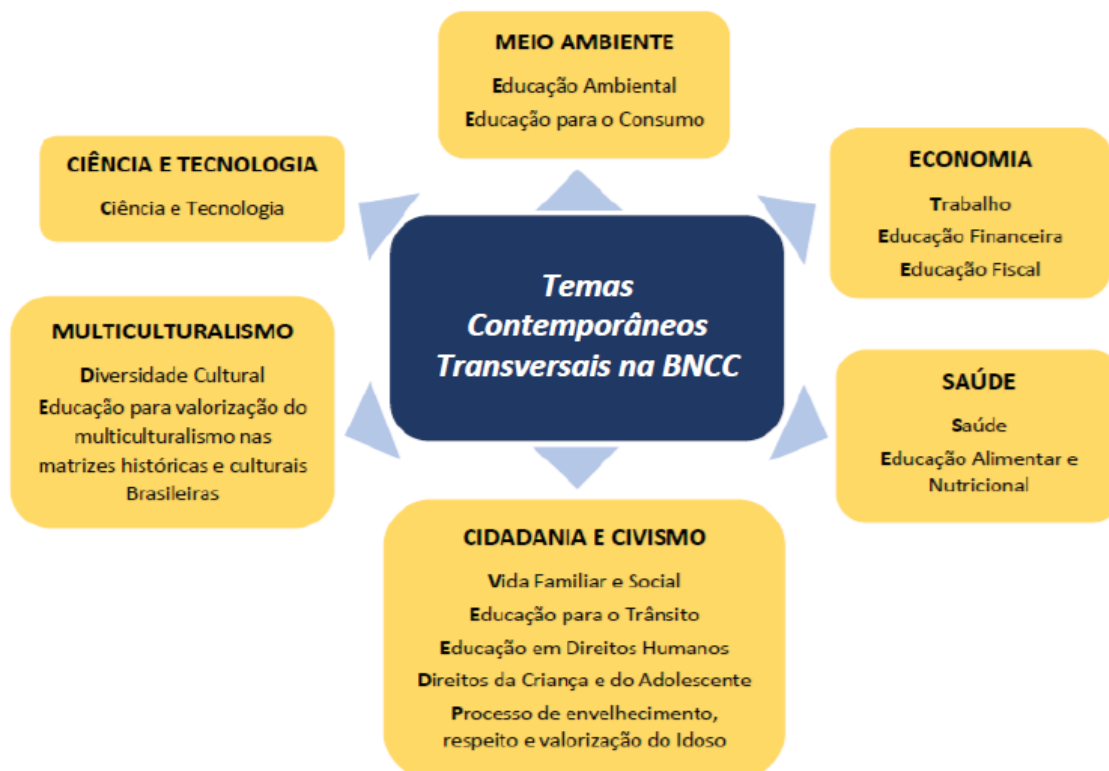 MEIO AMBIENTE
Educação Ambiental
Educação para o Consumo
CIÊNCIA E TECNOLOGIA
Ciência e Tecnologia
ECONOMIA
Trabalho
Educação Financeira
Educação Fiscal
Temas
Contemporâneos
Transversais na BNCC
MULTICULTURALISMO
Diversidade Cultural
Educação para valorização do
multiculturalismo nas
matrizes históricas e culturais
Brasileiras
SAÚDE
Saúde
Educação Alimentar e
Nutricional
CIDADANIA E CIVISMO
Vida Familiar e Social
Educação para o Trânsito
Educação em Direitos Humanos
Direitos da Criança e do Adolescente
Processo de envelhecimento,
respeito e valorização do Idoso